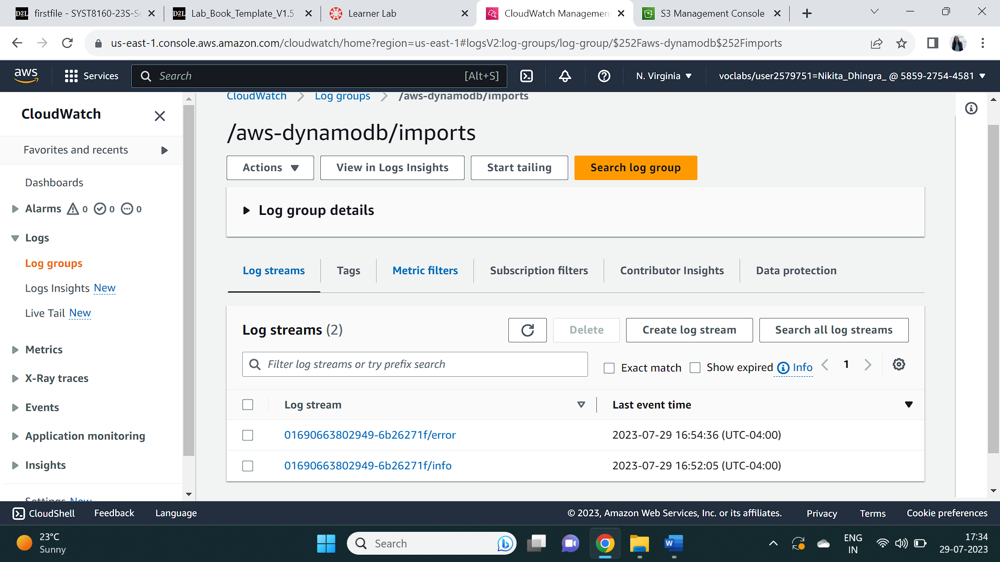 firstfile - SYST8160-23S-Se
Lab_Book_Template_V1.5
Learner Lab
CloudWatch Management
S3 Management Console
us-east-1.console.aws.amazon.com/cloudwatch/home?region=us-east-1#logsV2:log-groups/log-group/$252Faws-dynamodb$252Fimports
aws
Services
Search
[Alt+S]
N. Virginia
voclabs/user2579751=Nikita_Dhingra_ @ 5859-2754-4581
CloudWatch
Favorites and recents
Dashboards
Alarms 0 0 0
Logs
Log groups
Logs Insights New
Live Tail New
Metrics
X-Ray traces
Events
Application monitoring
Insights
Settings New
CloudWatch
Log groups
/aws-dynamodb/imports
/aws-dynamodb/imports
Actions
View in Logs Insights
Start tailing
Search log group
Log group details
Log streams
Tags
Metric filters
Subscription filters
Contributor Insights
Data protection
Log streams (2)
Delete
Create log stream
Search all log streams
Filter log streams or try prefix search
Exact match
Show expired
Info
1
Log stream
Last event time
01690663802949-6b26271f/error
2023-07-29 16:54:36 (UTC-04:00)
01690663802949-6b26271f/info
2023-07-29 16:52:05 (UTC-04:00)
CloudShell
Feedback
Language
© 2023, Amazon Web Services, Inc. or its affiliates.
Privacy
Terms
Cookie preferences
23°C
Sunny
Search
ENG
IN
17:34
29-07-2023